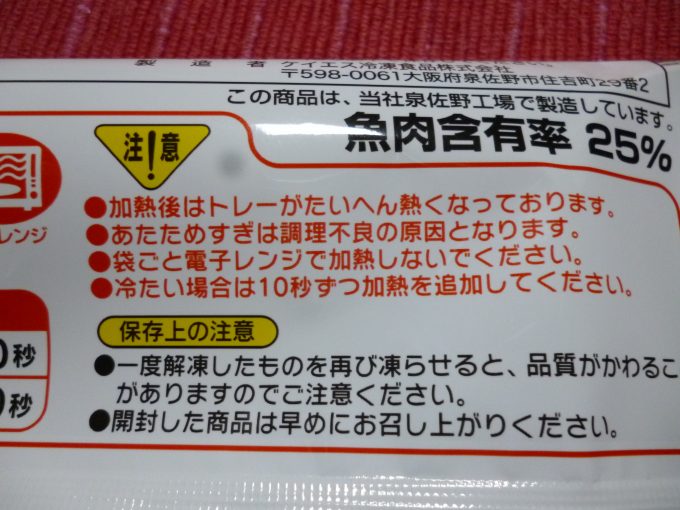 製造者 ケイエス冷凍食品株式会社
〒598-0061大阪府泉佐野市住吉町29番2
この商品は、当社泉佐野工場で製造しています。
魚肉含有率 25%
注!意
レンジ
●加熱後はトレーがたいへん熱くなっております。
●あたためすぎは調理不良の原因となります。
●袋ごと電子レンジで加熱しないでください。
●冷たい場合は10秒ずつ加熱を追加してください。
0秒
0秒
保存上の注意
●一度解凍したものを再び凍らせると、品質がかわるこ
がありますのでご注意ください。
●開封した商品は早めにお召し上がりください。